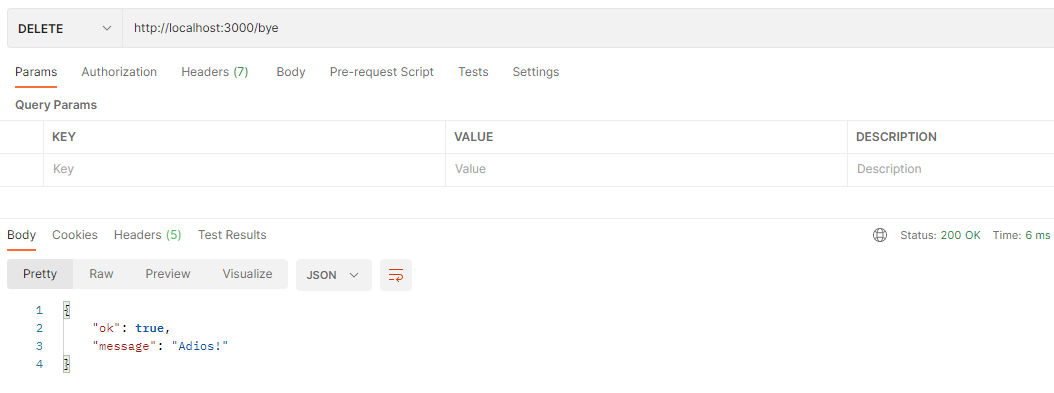 DELETE http://localhost:3000/bye
Params Authorization Headers (7) Body Pre-request Script Tests Settings
Query Params
KEY VALUE DESCRIPTION
Key Value Description
Body Cookies Headers (5) Test Results Status: 200 OK Time: 6 ms
Pretty Raw Preview Visualize JSON
1 {
2 "ok": true,
3 "message": "Adios!"
4 }